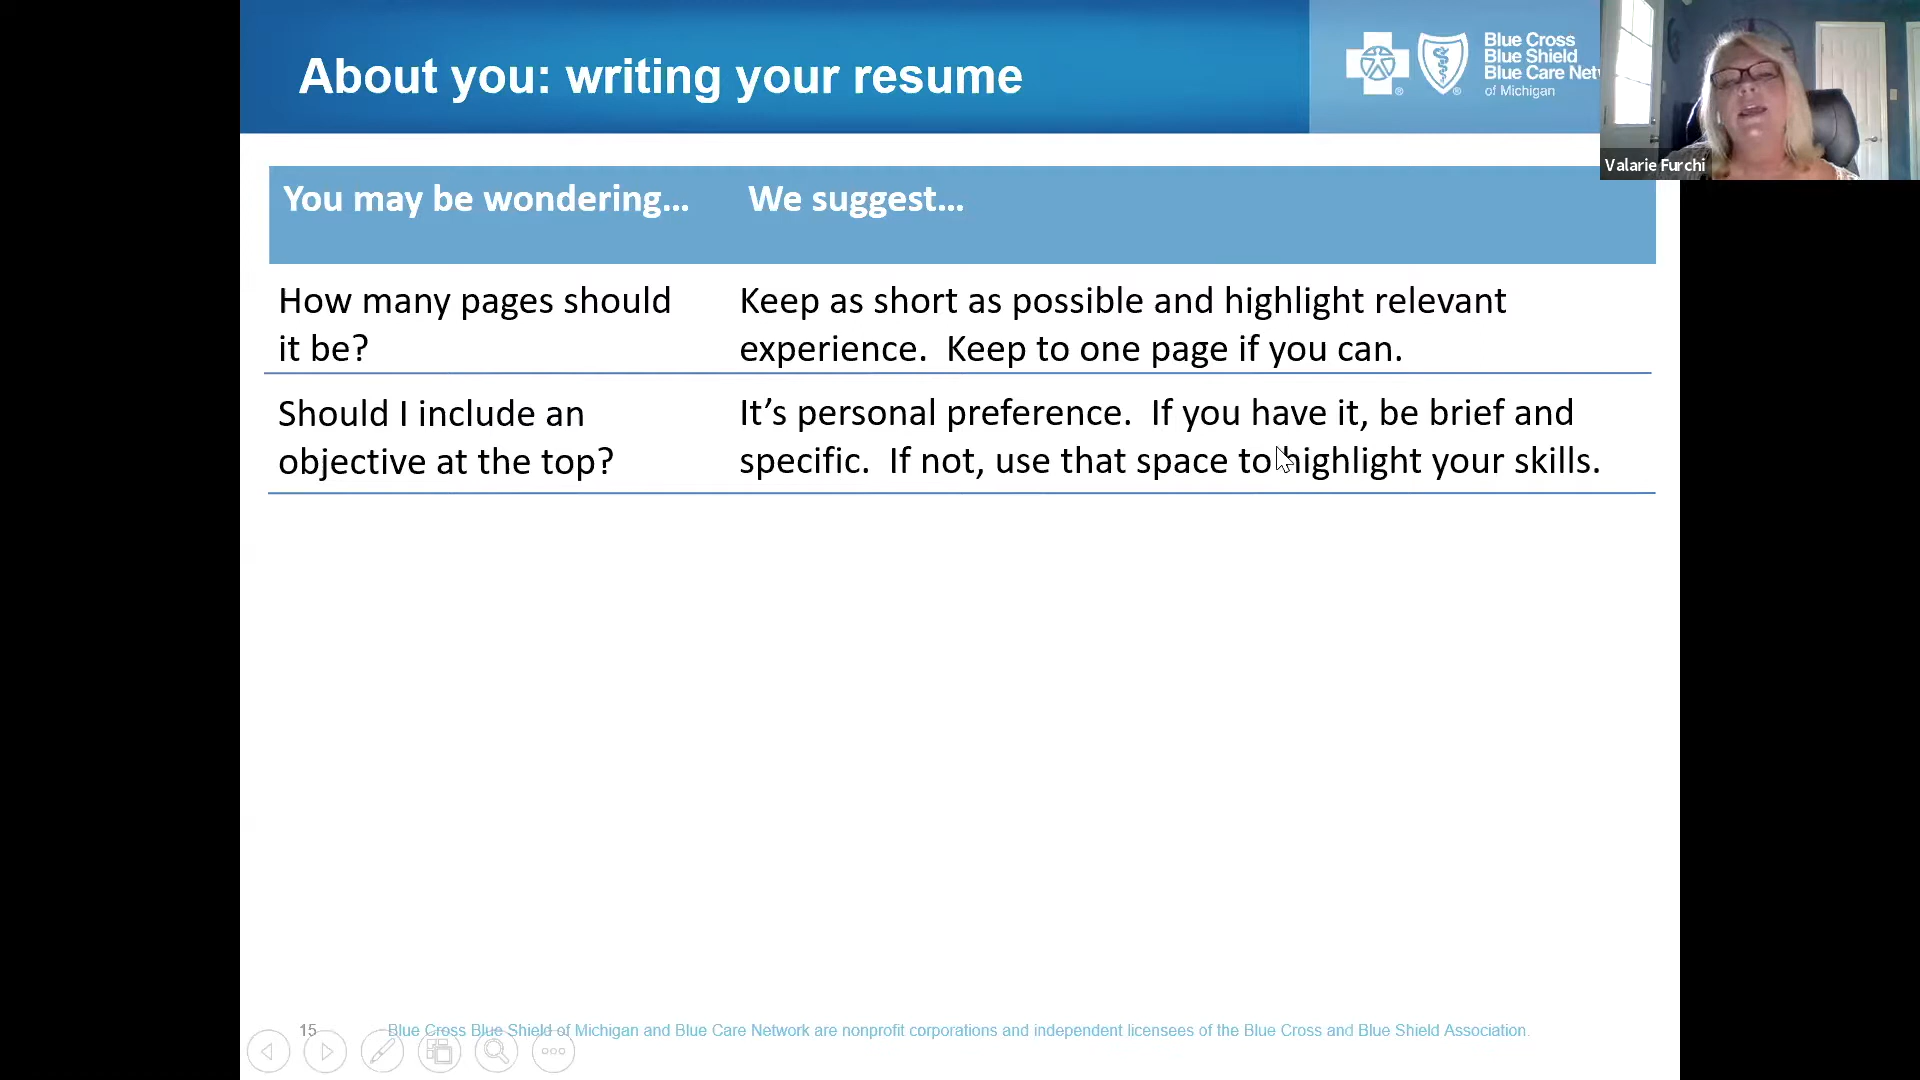 About you: writing your resume
Blue Cross
Blue Shield
Blue Care Net
of Michigan
Valarie Furchi
You may be wondering...
We suggest...
How many pages should
it be?
Keep as short as possible and highlight relevant
experience.  Keep to one page if you can.
Should I include an
objective at the top?
It’s personal preference.  If you have it, be brief and
specific.  If not, use that space to highlight your skills.
15
Blue Cross Blue Shield of Michigan and Blue Care Network are nonprofit corporations and independent licensees of the Blue Cross and Blue Shield Association.